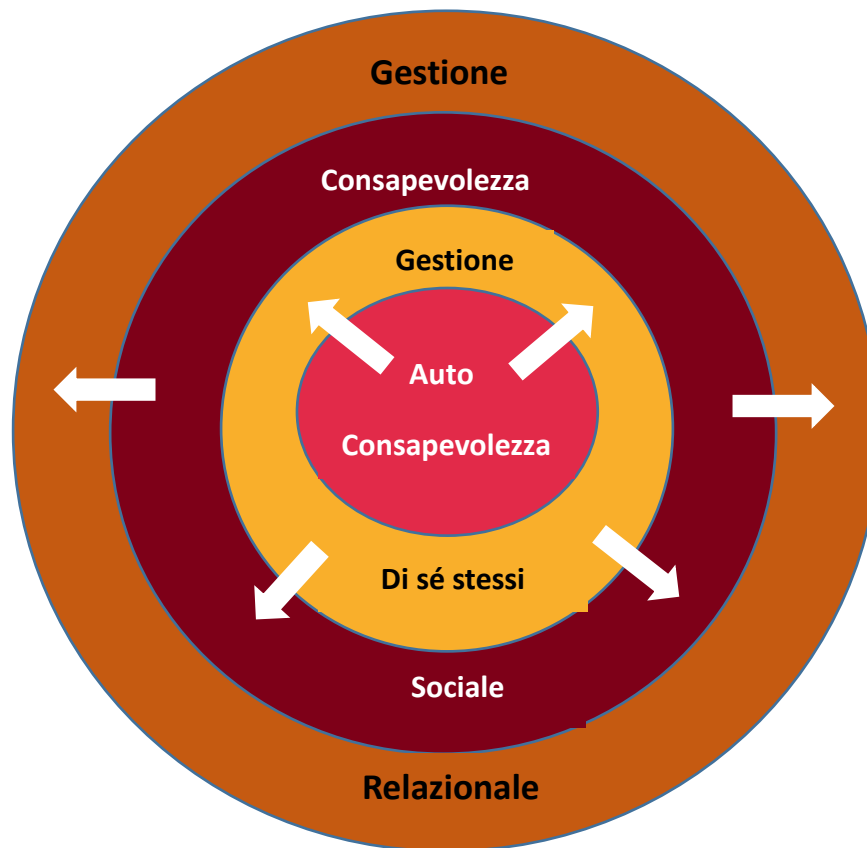 Gestione
Consapevolezza
Gestione
Auto
Consapevolezza
Di sé stessi
Sociale
Relazionale